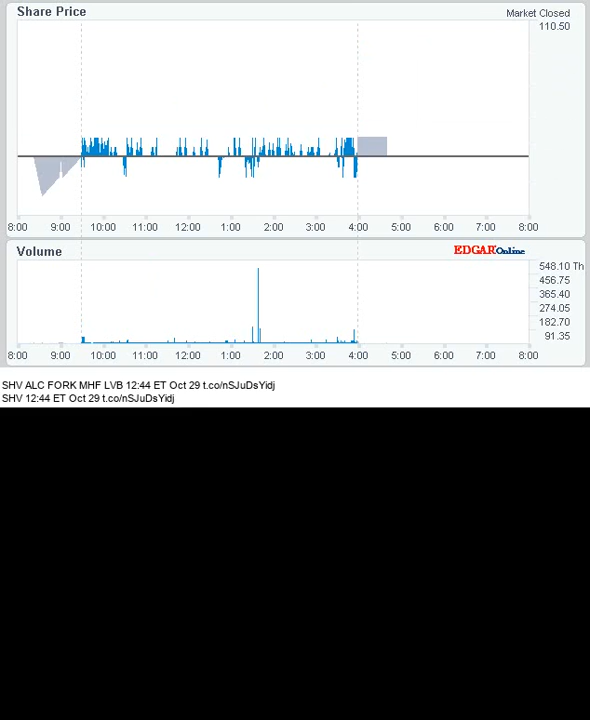 Share Price
Market Closed
110.50
8:00 9:00 10:00 11:00 12:00 1:00 2:00 3:00 4:00 5:00 6:00 7:00 8:00
Volume
EDGAR Online
548.10 Th
456.75
365.40
274.05
182.70
91.35
8:00 9:00 10:00 11:00 12:00 1:00 2:00 3:00 4:00 5:00 6:00 7:00 8:00
SHV ALC FORK MHF LVB 12:44 ET Oct 29 t.co/nSJuDsYidj
SHV 12:44 ET Oct 29 t.co/nSJuDsYidj